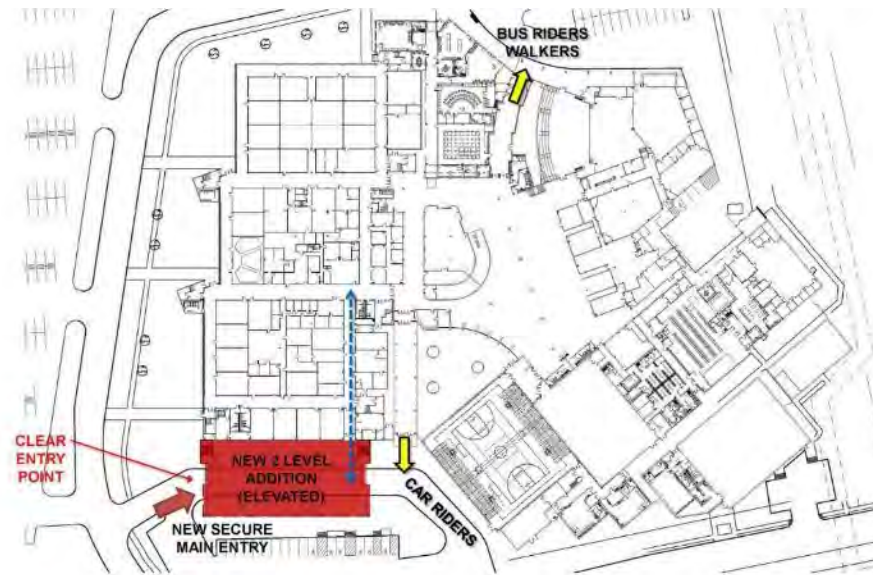 BUS RIDERS
WALKERS
CLEAR
ENTRY
POINT
NEW 2 LEVEL
ADDITION
(ELEVATED)
CAR RIDERS
NEW SECURE
MAIN ENTRY